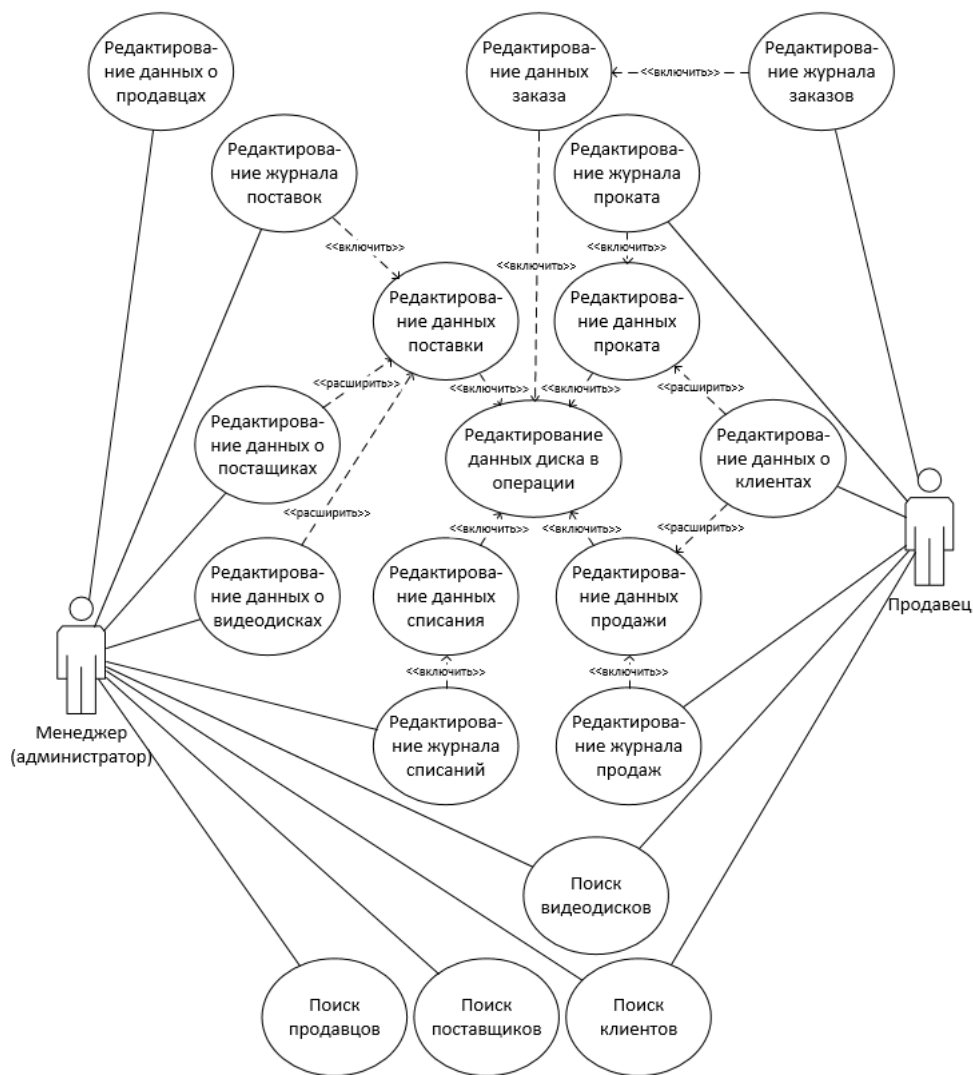 Редактирова-
ние данных о
продавцах
Редактирова-
ние данных
заказа
<<включить>>
Редактирова-
ние журнала
заказов
Редактирова-
ние журнала
поставок
Редактирова-
ние журнала
проката
<<включить>>
<<включить>>
<<включить>>
Редактирова-
ние данных
поставки
Редактирова-
ние данных
проката
<<расширить>>
<<включить>>
<<включить>>
<<расширить>>
Редактирова-
ние данных о
постащиках
Редактирование
данных диска в
операции
Редактирова-
ние данных о
клиентах
<<расширить>>
<<включить>>
<<включить>>
<<расширить>>
Редактирова-
ние данных о
видеодисках
Редактирова-
ние данных
списания
Редактирова-
ние данных
продажи
Продавец
<<включить>>
<<включить>>
Менеджер
(администратор)
Редактирова-
ние журнала
списаний
Редактирова-
ние журнала
продаж
Поиск
видеодисков
Поиск
продавцов
Поиск
поставщиков
Поиск
клиентов